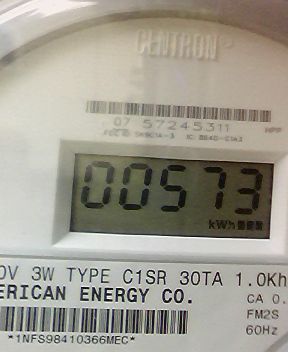 CENTRON®
07 57245311
HPP
00573
kWh
0V 3W TYPE C1SR 30TA 1.0Kh
ERICAN ENERGY CO.
CA 0.
FM2S
60Hz
*1NFS98410366MEC*